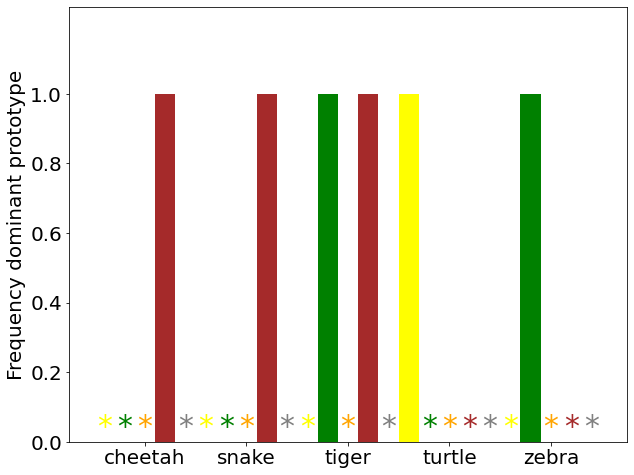 Frequency dominant prototype
1.0
0.8
0.6
0.4
0.2
0.0
* * * * * * * * * * * * * * * * * * * *
cheetah snake tiger turtle zebra